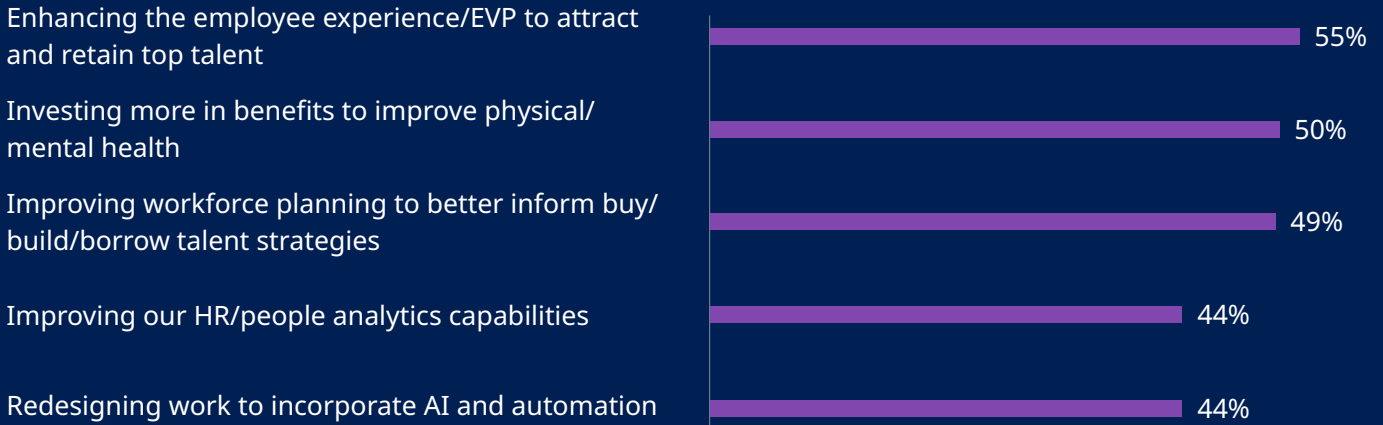 Enhancing the employee experience/EVP to attract
and retain top talent
55%
Investing more in benefits to improve physical/
mental health
50%
Improving workforce planning to better inform buy/
build/borrow talent strategies
49%
Improving our HR/people analytics capabilities
44%
Redesigning work to incorporate AI and automation
44%